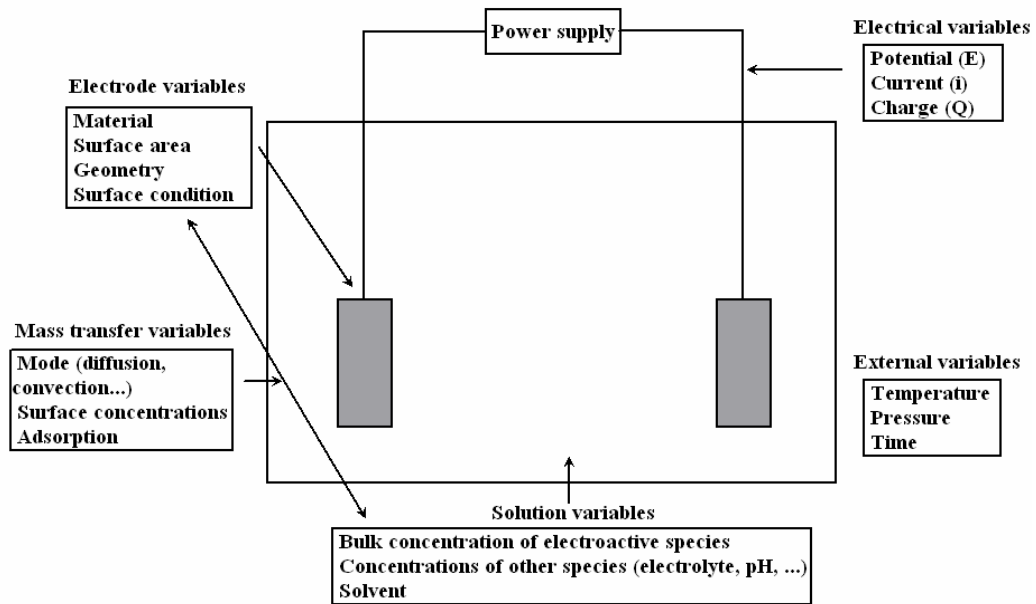 Power supply
Electrical variables
Potential (E)
Current (i)
Charge (Q)
Electrode variables
Material
Surface area
Geometry
Surface condition
Mass transfer variables
Mode (diffusion,
convection...)
Surface concentrations
Adsorption
External variables
Temperature
Pressure
Time
Solution variables
Bulk concentration of electroactive species
Concentrations of other species (electrolyte, pH, ...)
Solvent